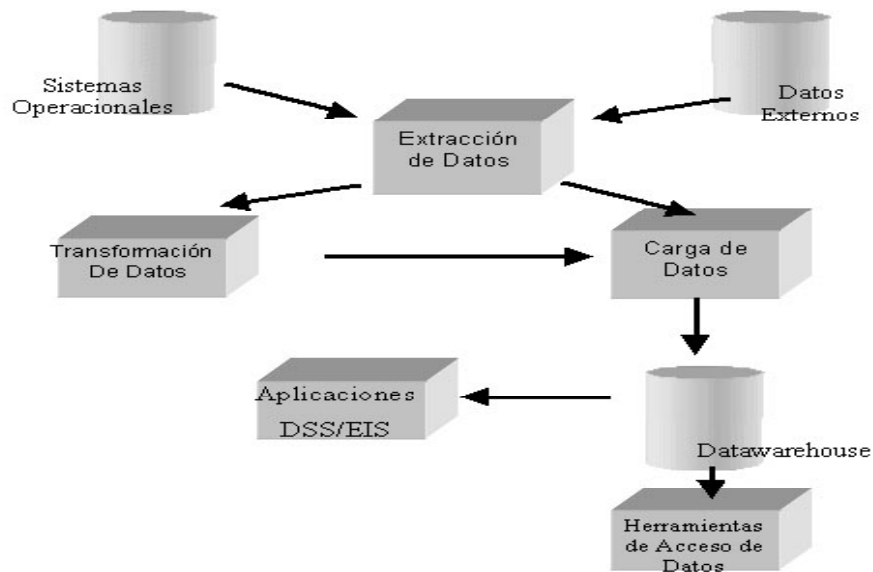 Sistemas
Operacionales
Datos
Externos
Extracción
de Datos
Transformación
De Datos
Carga de
Datos
Aplicaciones
DSS/EIS
Datawarehouse
Herramientas
de Acceso de
Datos